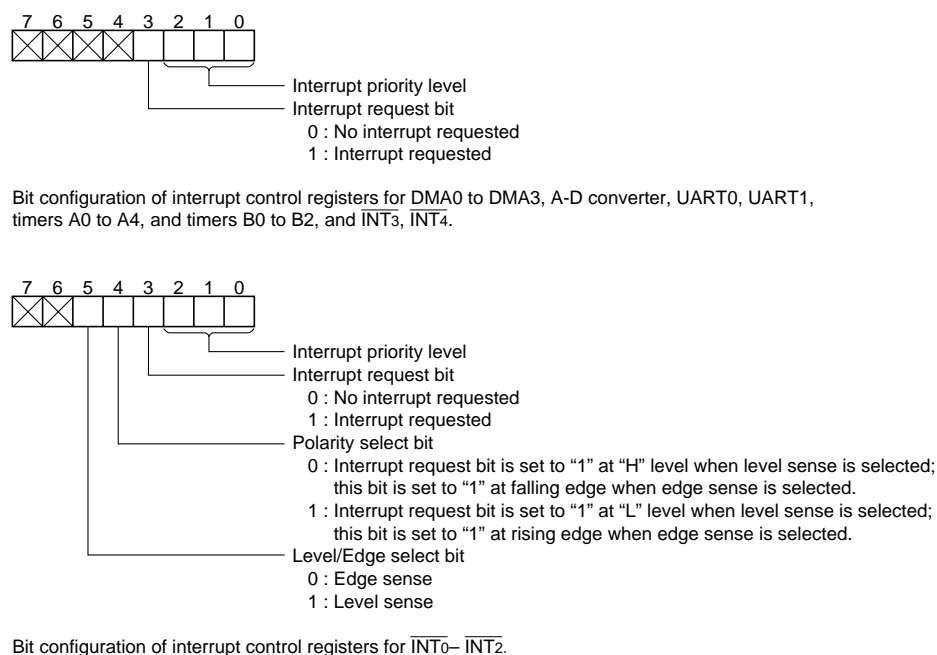 7 6 5 4 3 2 1 0
Interrupt priority level
Interrupt request bit
0 : No interrupt requested
1 : Interrupt requested
Bit configuration of interrupt control registers for DMA0 to DMA3, A-D converter, UART0, UART1,
timers A0 to A4, and timers B0 to B2, and I̅N̅T̅3, I̅N̅T̅4.
7 6 5 4 3 2 1 0
Interrupt priority level
Interrupt request bit
0 : No interrupt requested
1 : Interrupt requested
Polarity select bit
0 : Interrupt request bit is set to “1” at “H” level when level sense is selected;
this bit is set to “1” at falling edge when edge sense is selected.
1 : Interrupt request bit is set to “1” at “L” level when level sense is selected;
this bit is set to “1” at rising edge when edge sense is selected.
Level/Edge select bit
0 : Edge sense
1 : Level sense
Bit configuration of interrupt control registers for I̅N̅T̅0– I̅N̅T̅2.